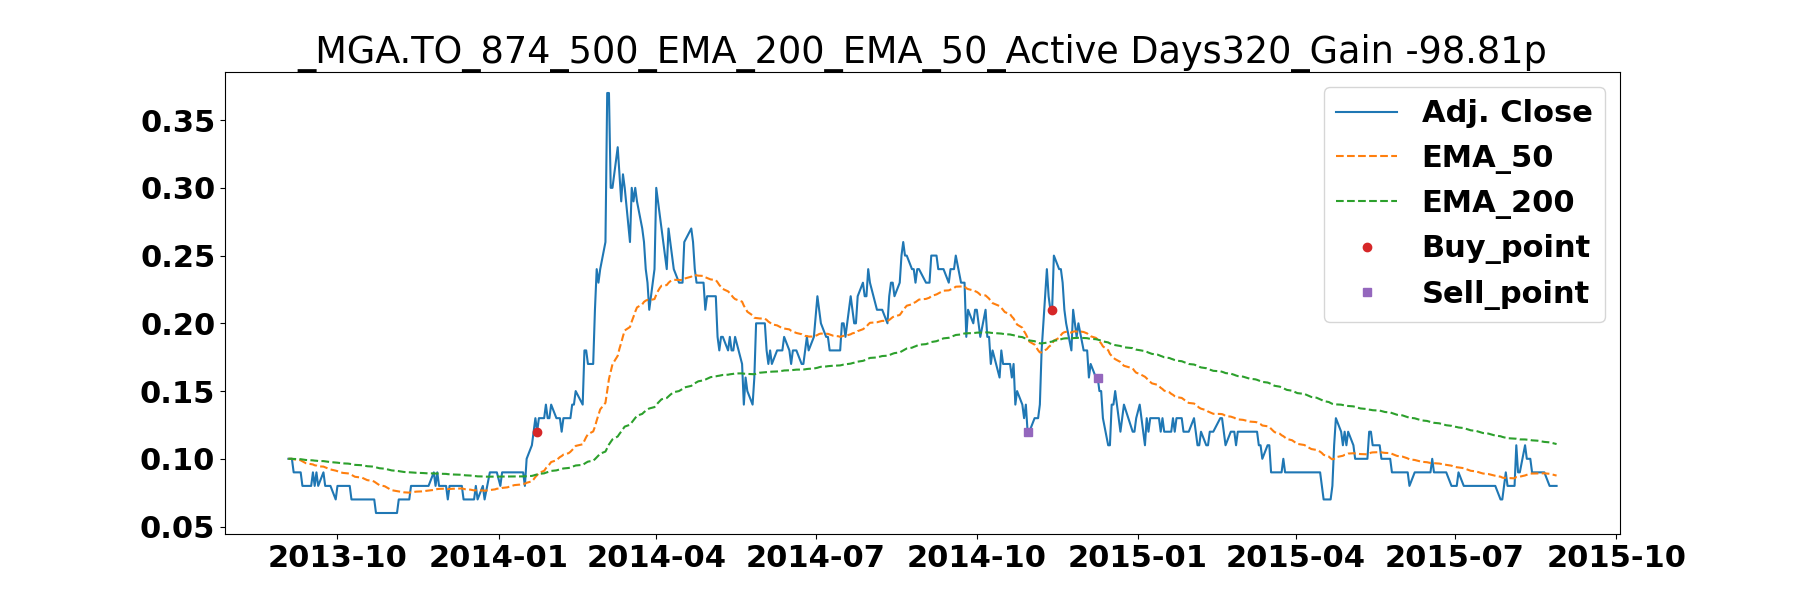 _MGA.TO_874_500_EMA_200_EMA_50_Active Days320_Gain -98.81p
0.35
0.30
0.25
0.20
0.15
0.10
0.05
Adj. Close
EMA_50
EMA_200
Buy_point
Sell_point
2013-10 2014-01 2014-04 2014-07 2014-10 2015-01 2015-04 2015-07 2015-10